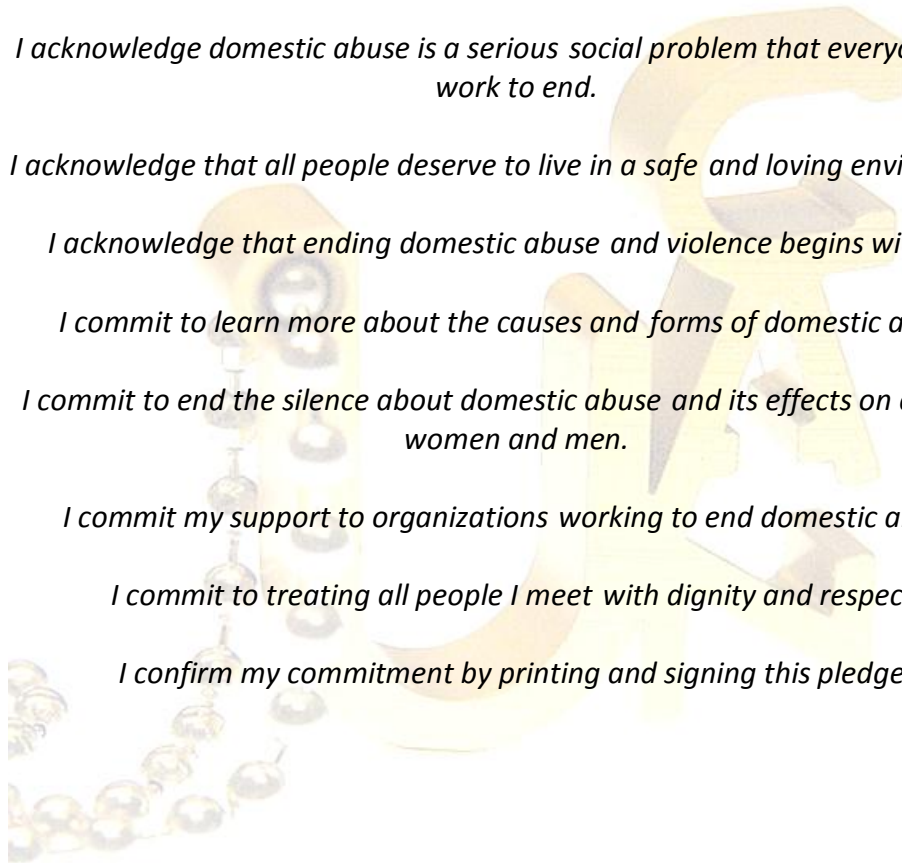 I acknowledge domestic abuse is a serious social problem that
work to end.
I acknowledge that all people deserve to live in a safe and loving
I acknowledge that ending domestic abuse and violence begins
I commit to learn more about the causes and forms of domestic
I commit to end the silence about domestic abuse and its effects on
women and men.
I commit my support to organizations working to end domestic
I commit to treating all people I meet with dignity and
I confirm my commitment by printing and signing this pledge